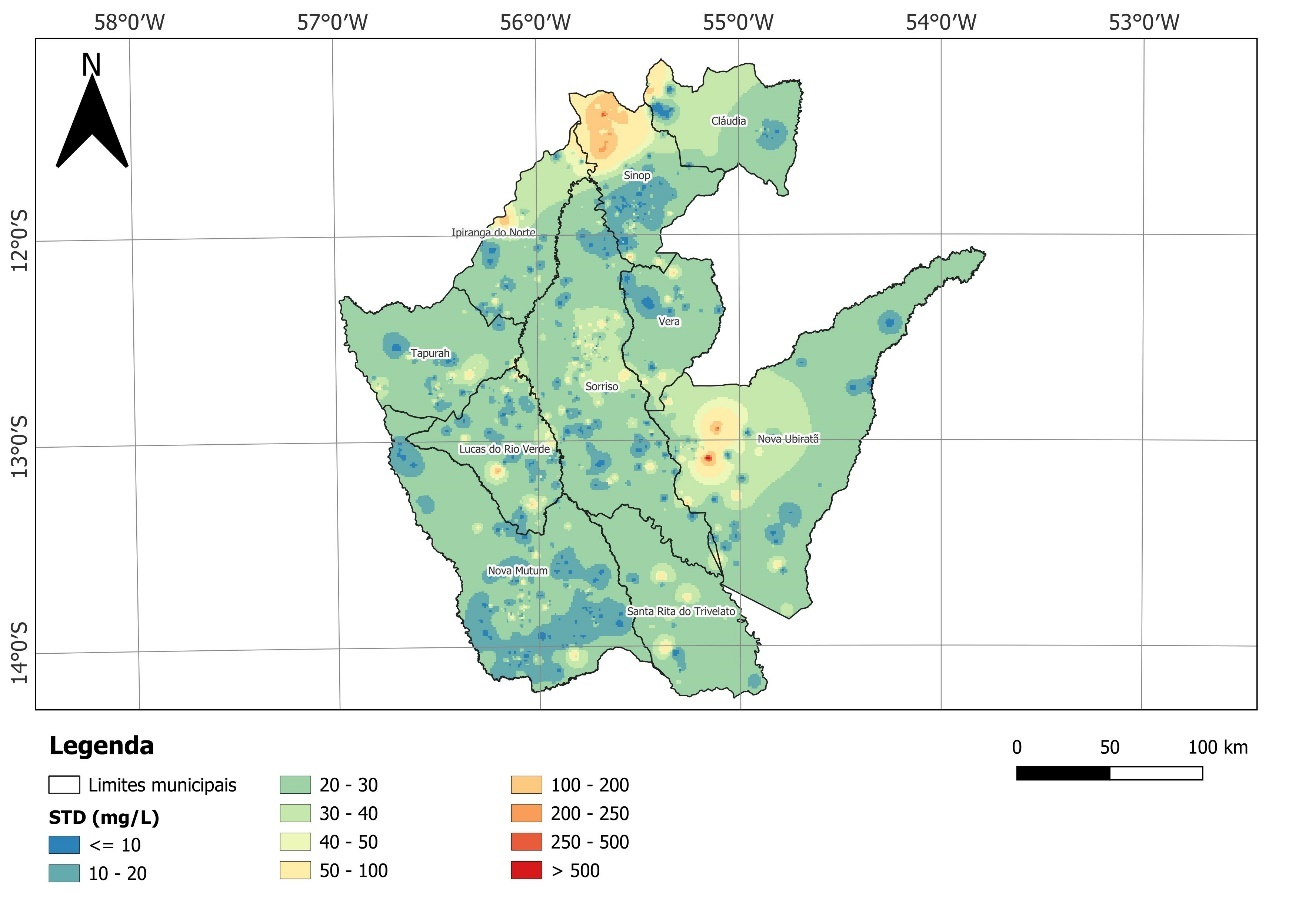 58°0′W 57°0′W 56°0′W 55°0′W 54°0′W 53°0′W
N
Cláudia
Sinop
12°0′S
Ipiranga do Norte
Vera
Tapurah
Sorriso
13°0′S
Nova Ubiratã
Lucas do Rio Verde
Nova Mutum
Santa Rita do Trivelato
14°0′S
Legenda
Limites municipais
STD (mg/L)
<= 10
10 - 20
20 - 30
30 - 40
40 - 50
50 - 100
100 - 200
200 - 250
250 - 500
> 500
0 50 100 km